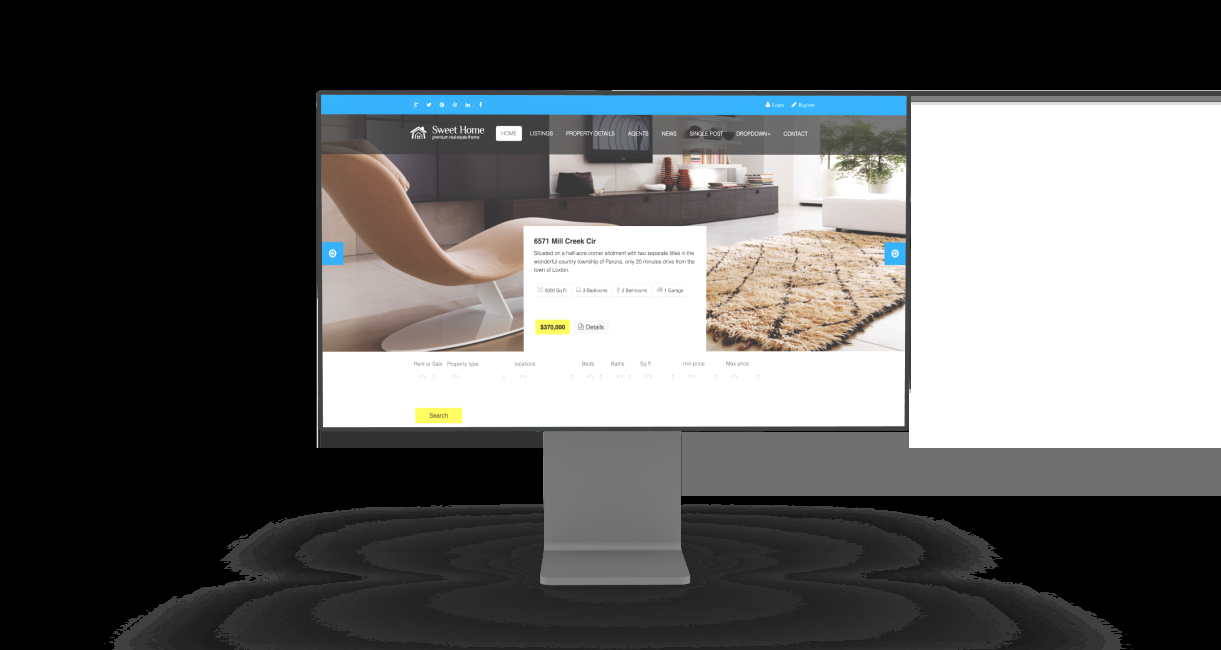 Login Register
Sweet Home
premium real estate theme
HOME LISTINGS PROPERTY DETAILS AGENTS NEWS SINGLE POST DROPDOWN CONTACT
6571 Mill Creek Cir
Situated on a half-acre corner allotment with two separate titles in the
wonderful country township of Paruna, only 20 minutes drive from the
town of Loxton.
5000 Sq Ft 3 Bedrooms 2 Bathrooms 1 Garage
$370,000 Details
Rent or Sale Property type locations Beds Baths Sq ft min price Max price
Search